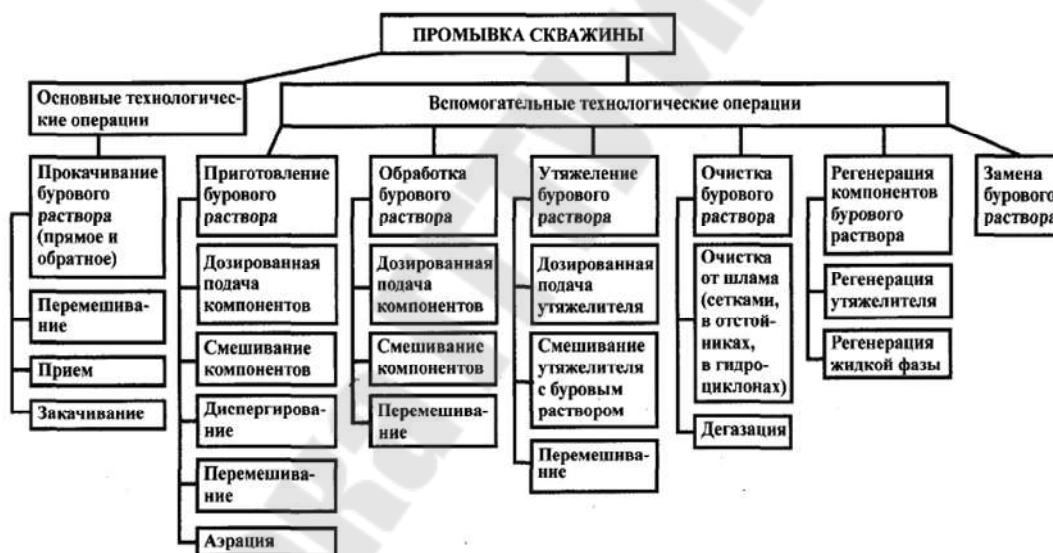 ПРОМЫВКА СКВАЖИНЫ
Основные технологичес-
кие операции
Вспомогательные технологические операции
Прокачивание
бурового
раствора
(прямое и
обратное)
Перемешива-
ние
Прием
Закачивание
Приготовление
бурового
раствора
Дозированная
подача
компонентов
Смешивание
компонентов
Диспергирова-
ние
Перемешива-
ние
Аэрация
Обработка
бурового
раствора
Дозированная
подача
компонентов
Смешивание
компонентов
Перемешива-
ние
Утяжеление
бурового
раствора
Дозированная
подача
утяжелителя
Смешивание
утяжелителя
с буровым
раствором
Перемешива-
ние
Очистка
бурового
раствора
Очистка
от шлама
(сетками,
в отстой-
никах,
в гидро-
циклонах)
Дегазация
Регенерация
компонентов
бурового
раствора
Регенерация
утяжелителя
Регенерация
жидкой фазы
Замена
бурового
раствора